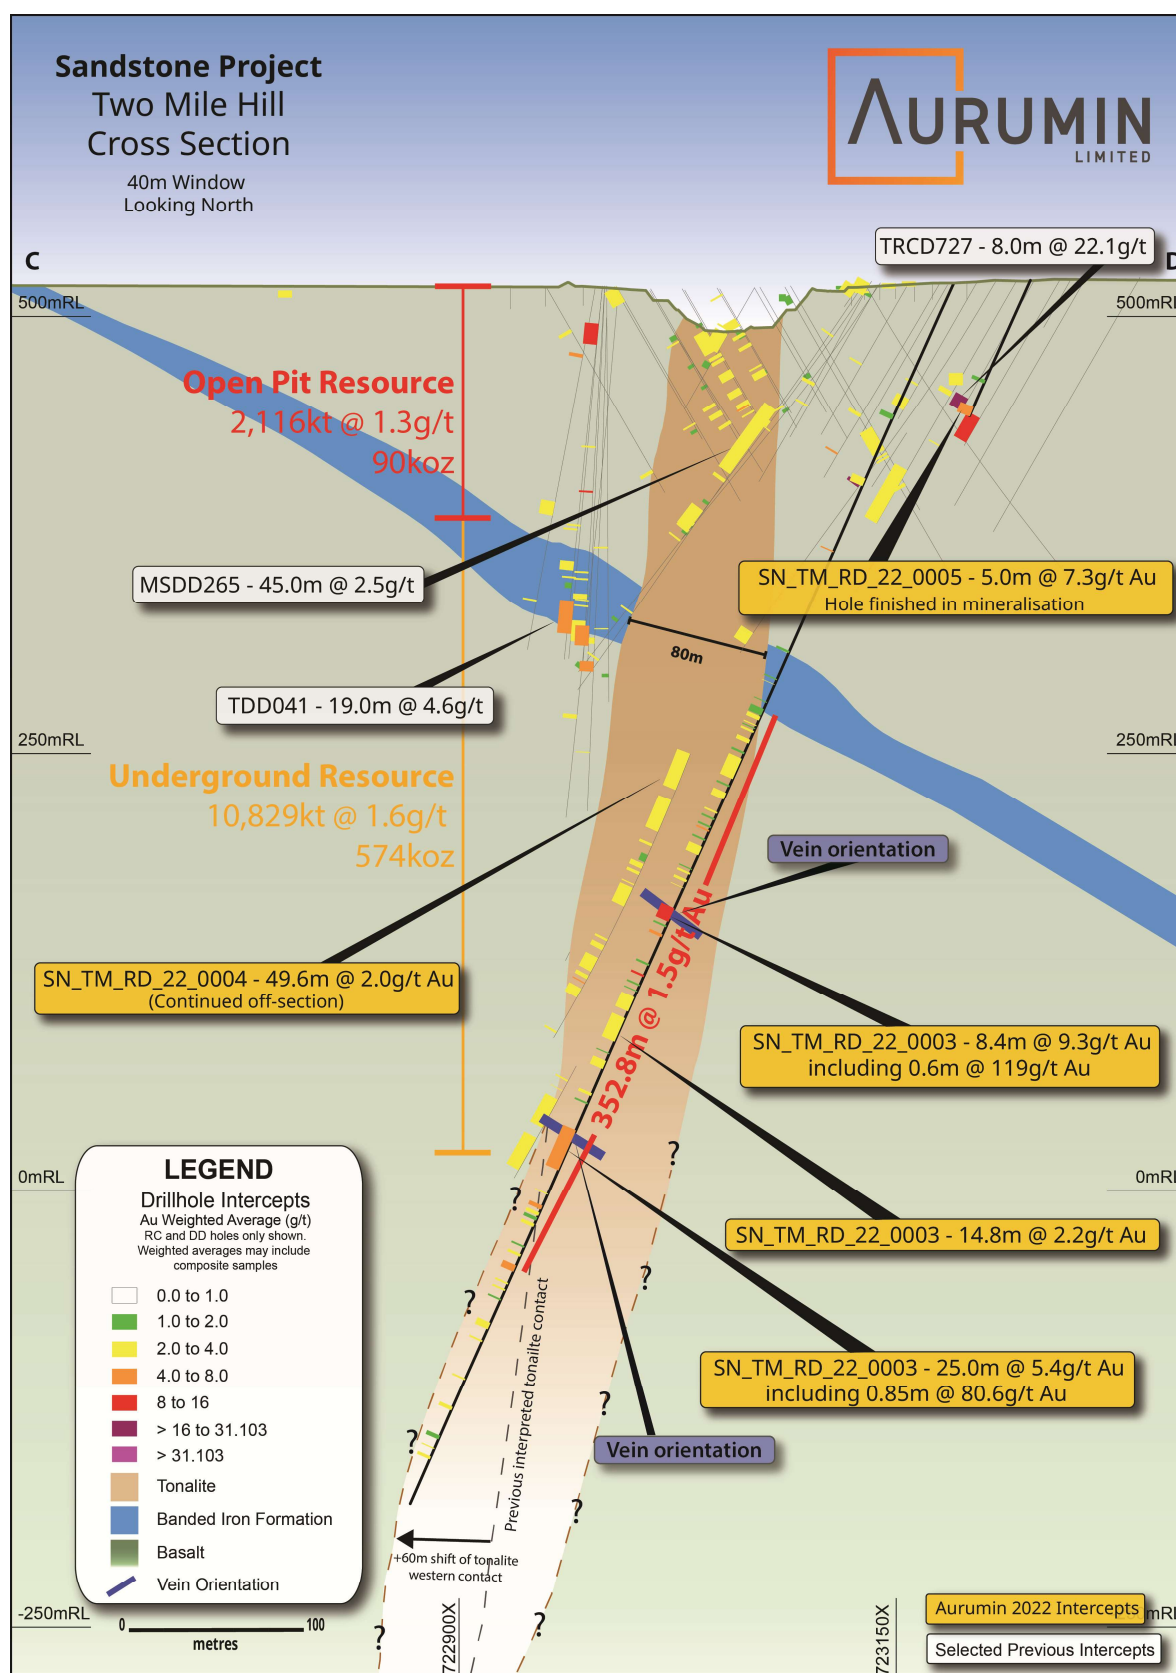 Sandstone Project
Two Mile Hill
Cross Section
40m Window
Looking North
AURUMIN
LIMITED
TRCD727 - 8.0m @ 22.1g/t
C
D
500mRL
500mRL
Open Pit Resource
2,116kt @ 1.3g/t
90koz
MSDD265 - 45.0m @ 2.5g/t
SN_TM_RD_22_0005 - 5.0m @ 7.3g/t Au
Hole finished in mineralisation
80m
TDD041 - 19.0m @ 4.6g/t
250mRL
250mRL
Underground Resource
10,829kt @ 1.6g/t
574koz
Vein orientation
352.8m @ 1.5g/t Au
SN_TM_RD_22_0004 - 49.6m @ 2.0g/t Au
(Continued off-section)
SN_TM_RD_22_0003 - 8.4m @ 9.3g/t Au
including 0.6m @ 119g/t Au
?
0mRL
0mRL
?
SN_TM_RD_22_0003 - 14.8m @ 2.2g/t Au
?
?
Previous interpreted tonailte contact
SN_TM_RD_22_0003 - 25.0m @ 5.4g/t Au
including 0.85m @ 80.6g/t Au
?
?
Vein orientation
?
+60m shift of tonalite
western contact
LEGEND
Drillhole Intercepts
Au Weighted Average (g/t)
RC and DD holes only shown.
Weighted averages may include
composite samples
0.0 to 1.0
1.0 to 2.0
2.0 to 4.0
4.0 to 8.0
8 to 16
> 16 to 31.103
> 31.103
Tonalite
Banded Iron Formation
Basalt
Vein Orientation
-250mRL
0 100
metres
?
?
722900X
723150X
Aurumin 2022 Intercepts
Selected Previous Intercepts